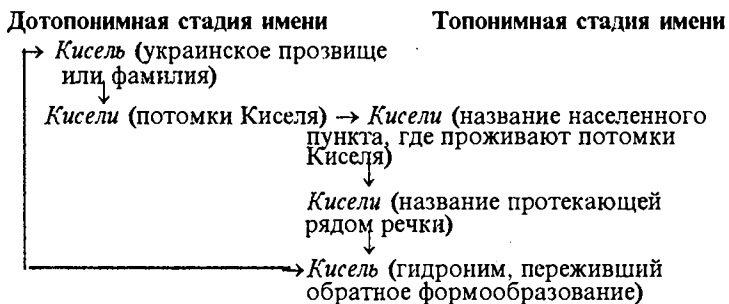 Дотопонимная стадия имени Топонимная стадия имени
→ Кисель (украинское прозвище
или фамилия)
↓
Кисели (потомки Киселя) → Кисели (название населенного
пункта, где проживают потомки
Киселя)
↓
Кисели (название протекающей
рядом речки)
↓
→ Кисель (гидроним, переживший
обратное формообразование)